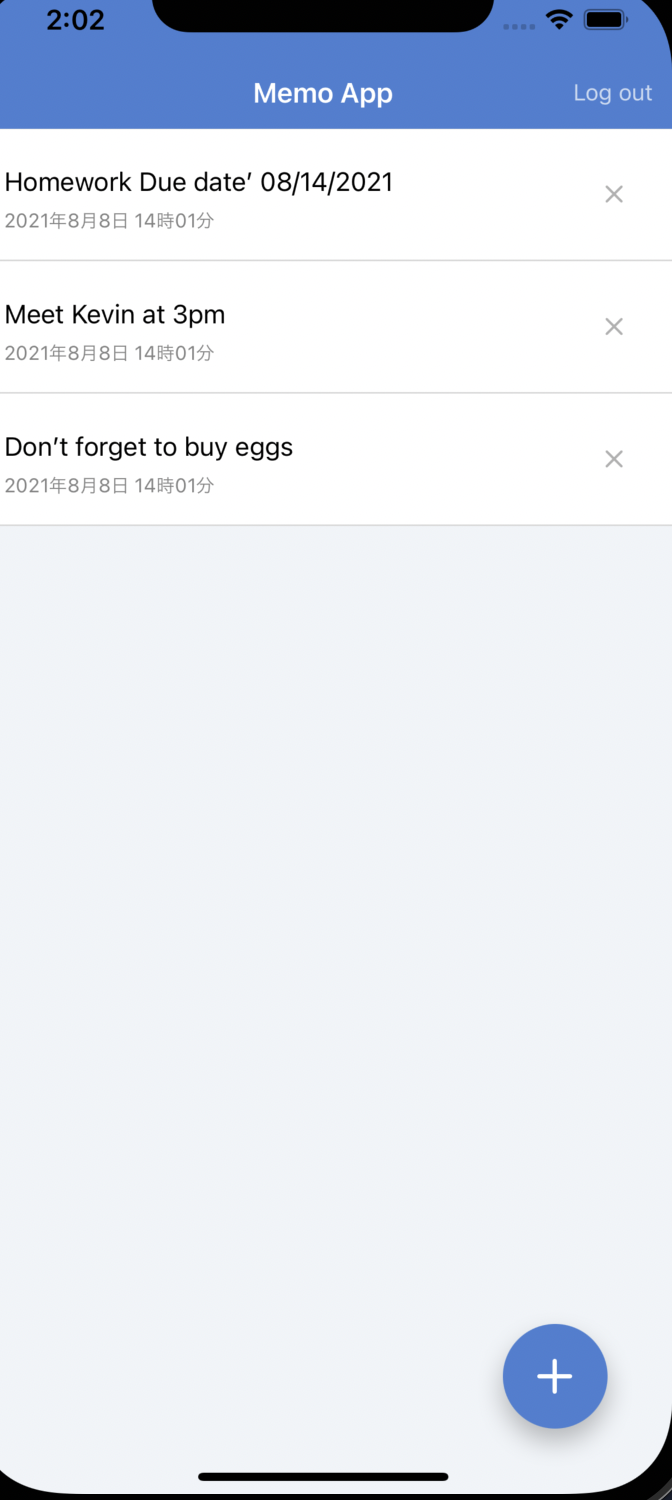 2:02
Memo App
Log out
Homework Due date’ 08/14/2021
2021年8月8日 14時01分
Meet Kevin at 3pm
2021年8月8日 14時01分
Don’t forget to buy eggs
2021年8月8日 14時01分